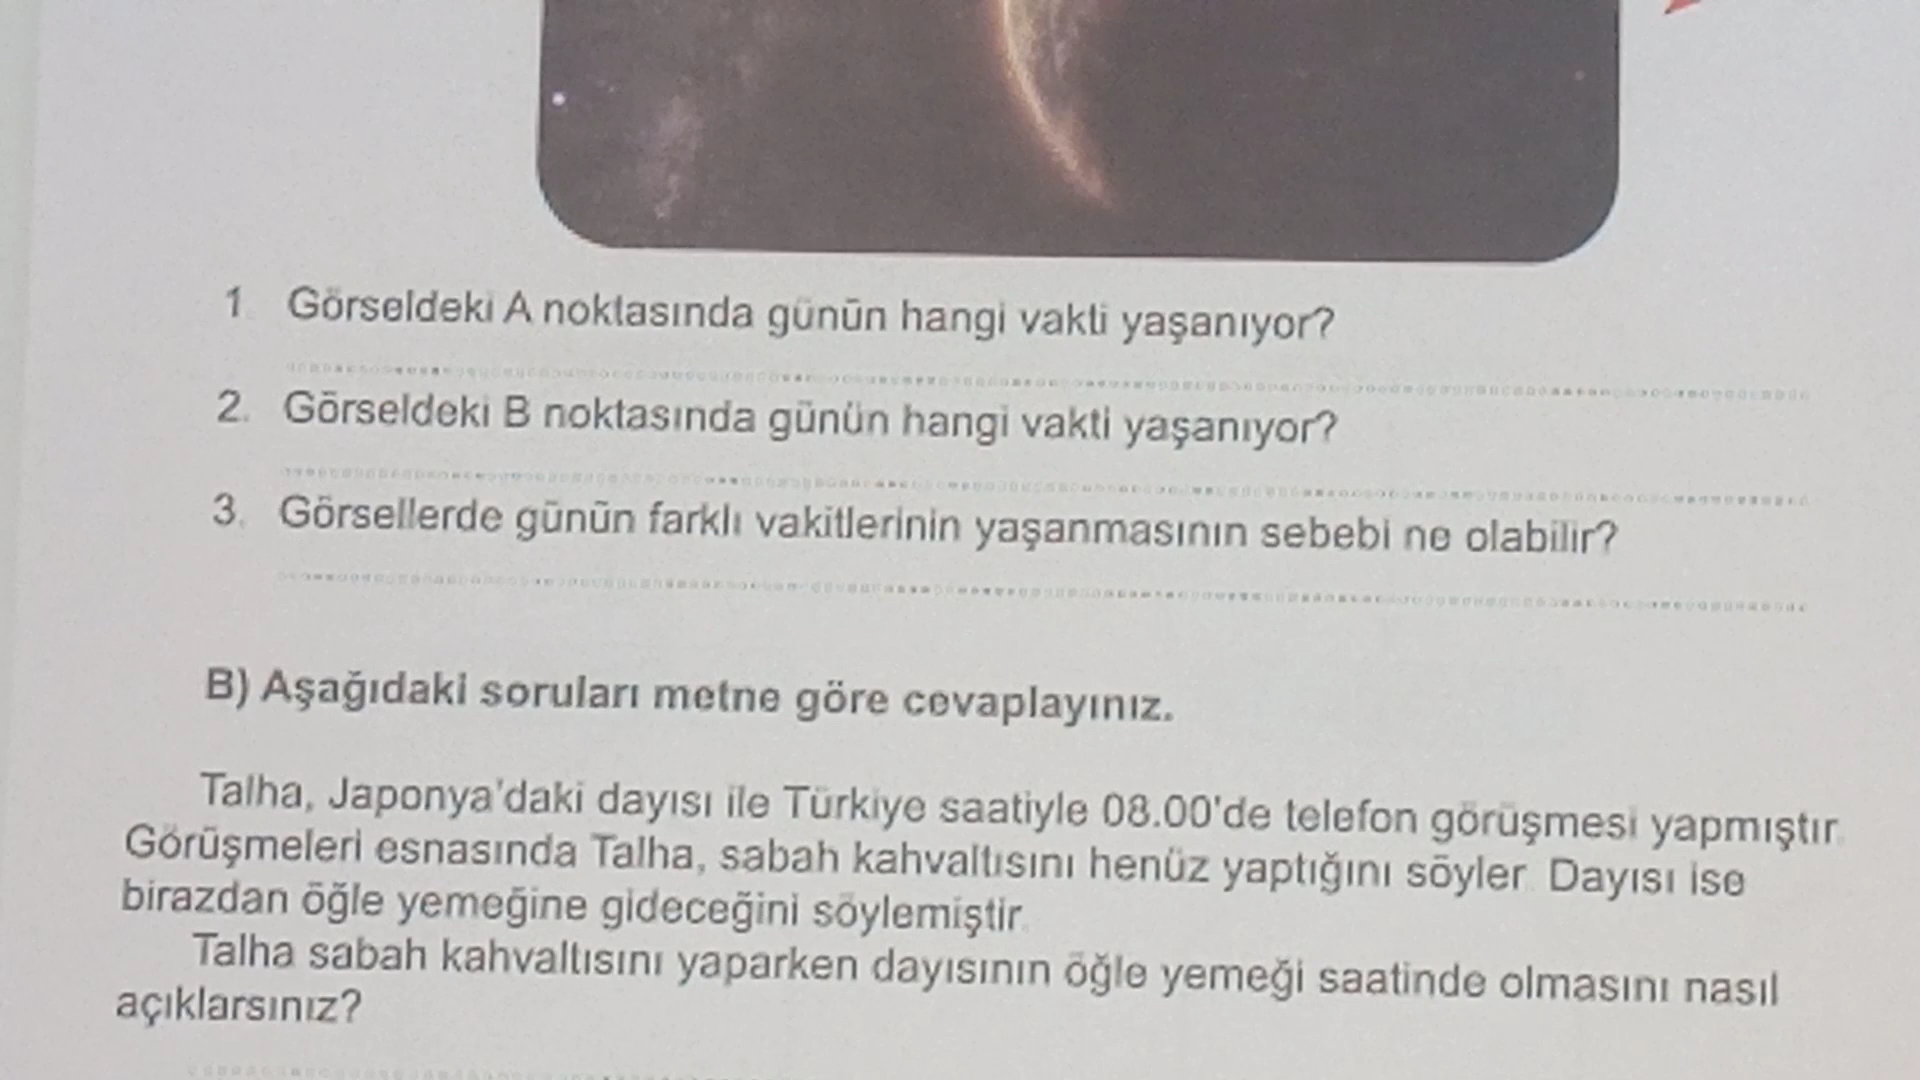 1. Görseldeki A noktasında günün hangi vakti yaşanıyor?
2. Görseldeki B noktasında günün hangi vakti yaşanıyor?
3. Görsellerde günün farklı vakitlerinin yaşanmasının sebebi ne olabilir?
B) Aşağıdaki soruları metne göre cevaplayınız.
Talha, Japonya'daki dayısı ile Türkiye saatiyle 08.00'de telefon görüşmesi yapmıştır.
Görüşmeleri esnasında Talha, sabah kahvaltısını henüz yaptığını söyler. Dayısı ise
birazdan öğle yemeğine gideceğini söylemiştir.
Talha sabah kahvaltısını yaparken dayısının öğle yemeği saatinde olmasını nasıl
açıklarsınız?